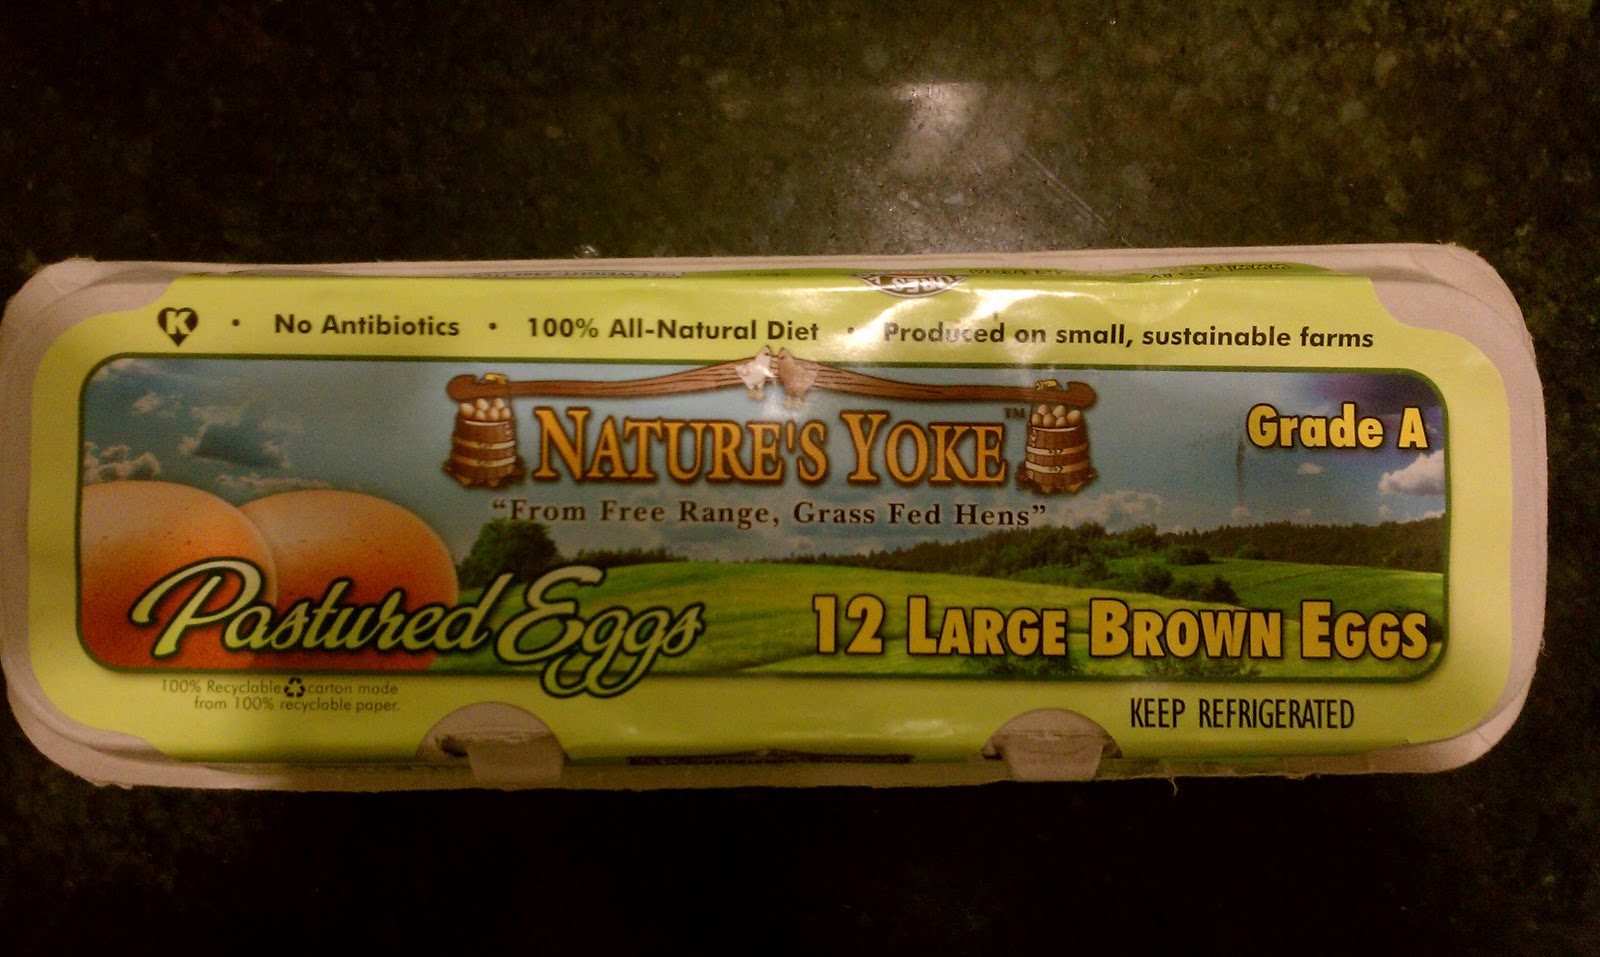 K • No Antibiotics • 100% All-Natural Diet • Produced on small, sustainable farms
NATURE'S YOKE™
Grade A
“From Free Range, Grass Fed Hens”
Pastured Eggs
12 LARGE BROWN EGGS
100% Recyclable carton made
from 100% recyclable paper.
KEEP REFRIGERATED